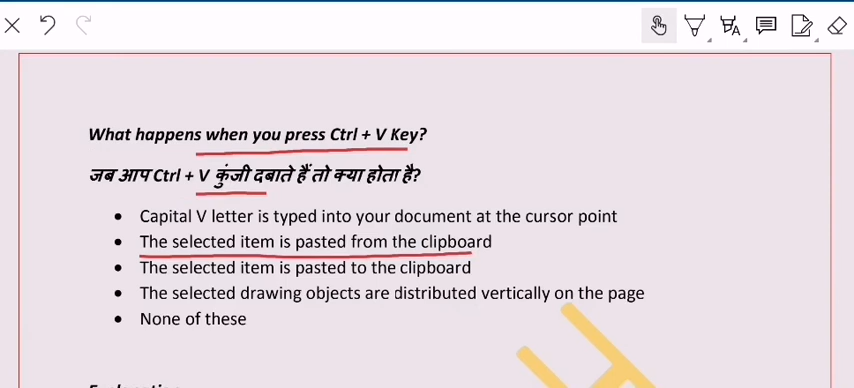 What happens when you press Ctrl + V Key?
जब आप Ctrl + V कुंजी दबाते हैं तो क्या होता है?
• Capital V letter is typed into your document at the cursor point
• The selected item is pasted from the clipboard
• The selected item is pasted to the clipboard
• The selected drawing objects are distributed vertically on the page
• None of these